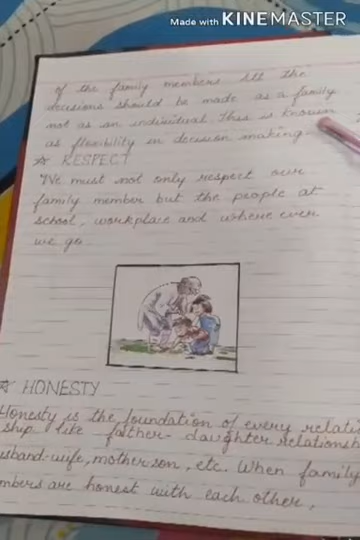 Made with KINEMASTER
of the family members All the
decisions should be made as a family
not as an individual. This is known
as flexibility in decision making.
☆ RESPECT
We must not only respect our
family member but the people at
school, workplace and where ever
we go
☆ HONESTY
Honesty is the foundation of every relatio
ship like father-daughter relationsh
usband-wife, mother son, etc. When family
mbers are honest with each other,